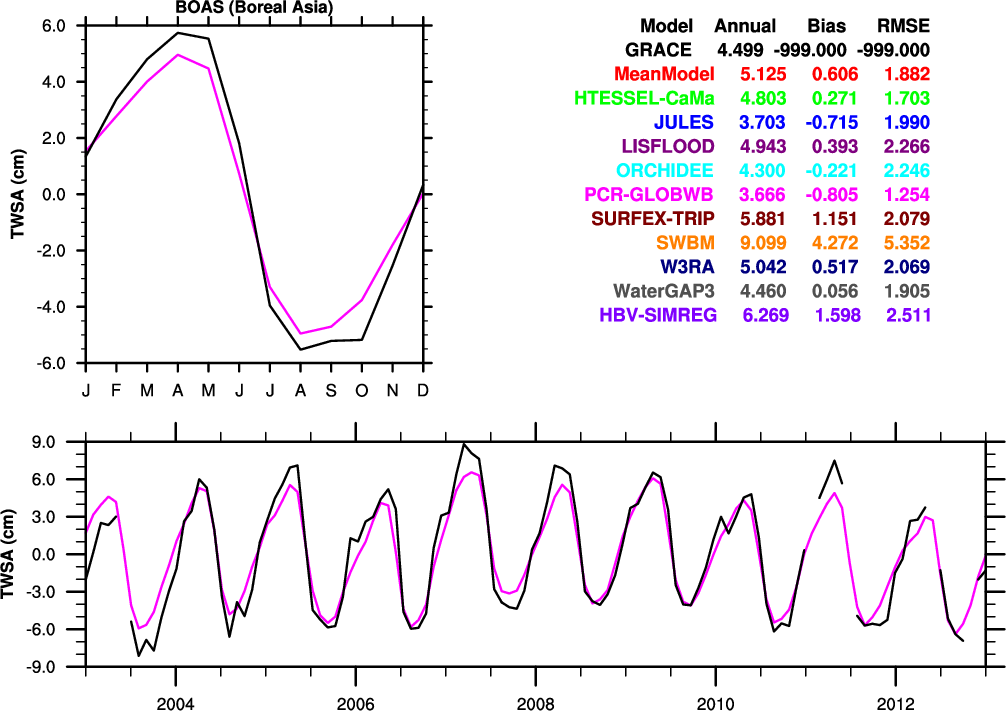 BOAS (Boreal Asia)
6.0
4.0
2.0
0.0
-2.0
-4.0
-6.0
TWSA (cm)
J F M A M J J A S O N D
Model Annual Bias RMSE
GRACE 4.499 -999.000 -999.000
MeanModel 5.125 0.606 1.882
HTESSEL-CaMa 4.803 0.271 1.703
JULES 3.703 -0.715 1.990
LISFLOOD 4.943 0.393 2.266
ORCHIDEE 4.300 -0.221 2.246
PCR-GLOBWB 3.666 -0.805 1.254
SURFEX-TRIP 5.881 1.151 2.079
SWBM 9.099 4.272 5.352
W3RA 5.042 0.517 2.069
WaterGAP3 4.460 0.056 1.905
HBV-SIMREG 6.269 1.598 2.511
9.0
6.0
3.0
0.0
-3.0
-6.0
-9.0
TWSA (cm)
2004 2006 2008 2010 2012